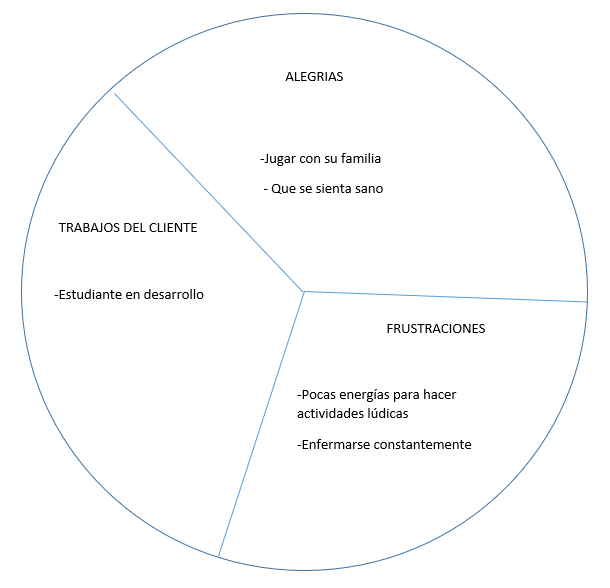 ALEGRIAS
-Jugar con su familia
- Que se sienta sano
TRABAJOS DEL CLIENTE
-Estudiante en desarrollo
FRUSTRACIONES
-Pocas energías para hacer
actividades lúdicas
-Enfermarse constantemente